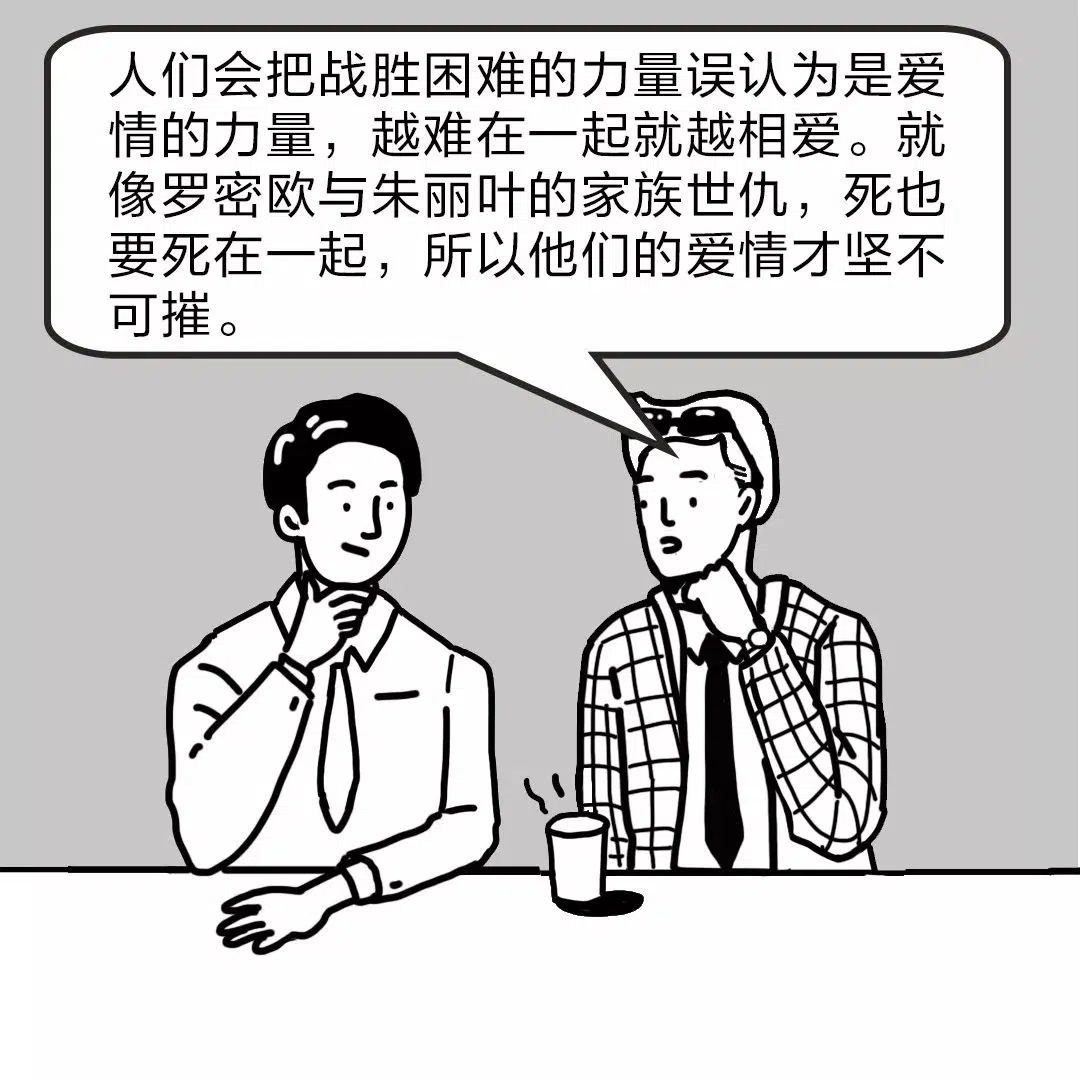 人们会把战胜困难的力量误认为是爱
情的力量，越难在一起就越相爱。就
像罗密欧与朱丽叶的家族世仇，死也
要死在一起，所以他们的爱情才坚不
可摧。